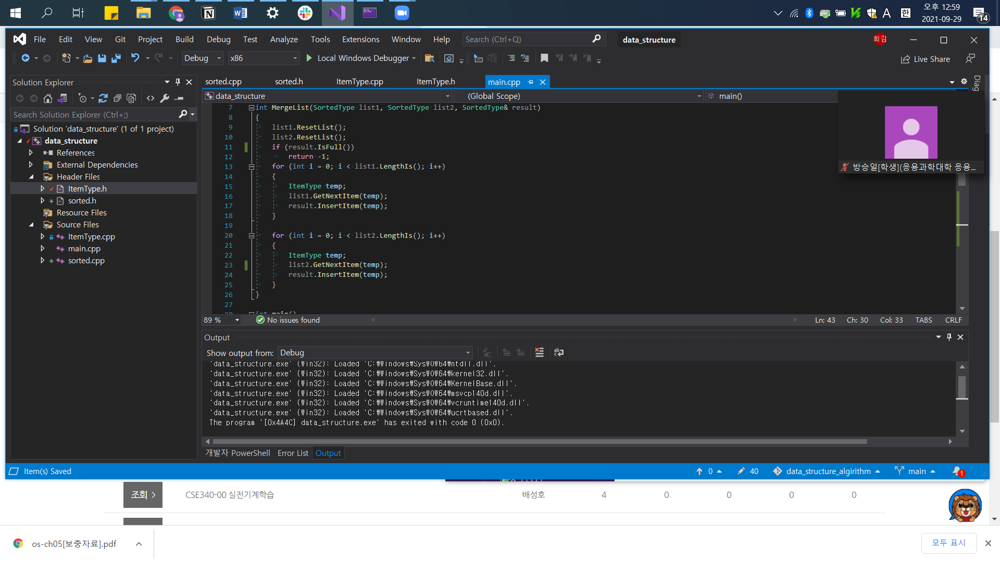 오후 12:59
2021-09-29
A
한
14
File Edit View Git Project Build Debug Test Analyze Tools Extensions Window Help
Search (Ctrl+Q)
data_structure
희김
Debug
x86
Local Windows Debugger
Live Share
Solution Explorer
Search Solution Explorer (Ctrl+;)
Solution 'data_structure' (1 of 1 project)
data_structure
References
External Dependencies
Header Files
ItemType.h
sorted.h
Resource Files
Source Files
ItemType.cpp
main.cpp
sorted.cpp
sorted.cpp sorted.h ItemType.cpp ItemType.h main.cpp
data_structure (Global Scope) main()
Diag
방승일[학생](응용과학대학 응용...
7 int MergeList(SortedType list1, SortedType list2, SortedType& result)
8 {
9 list1.ResetList();
10 list2.ResetList();
11 if (result.IsFull())
12 return -1;
13 for (int i = 0; i < list1.LengthIs(); i++)
14 {
15 ItemType temp;
16 list1.GetNextItem(temp);
17 result.InsertItem(temp);
18 }
19
20 for (int i = 0; i < list2.LengthIs(); i++)
21 {
22 ItemType temp;
23 list2.GetNextItem(temp);
24 result.InsertItem(temp);
25 }
26 }
27
28 int main()
89 % No issues found Ln: 43 Ch: 30 Col: 33 TABS CRLF
Output
Show output from: Debug
'data_structure.exe' (Win32): Loaded 'C:\Windows\SysWOW64\ntdll.dll'.
'data_structure.exe' (Win32): Loaded 'C:\Windows\SysWOW64\kernel32.dll'.
'data_structure.exe' (Win32): Loaded 'C:\Windows\SysWOW64\KernelBase.dll'.
'data_structure.exe' (Win32): Loaded 'C:\Windows\SysWOW64\msvcp140d.dll'.
'data_structure.exe' (Win32): Loaded 'C:\Windows\SysWOW64\vcruntime140d.dll'.
'data_structure.exe' (Win32): Loaded 'C:\Windows\SysWOW64\ucrtbased.dll'.
The program '[0x4A4C] data_structure.exe' has exited with code 0 (0x0).
개발자 PowerShell Error List Output
Item(s) Saved
0 40 data_structure_algirithm main 1
조회 > CSE340-00 실전기계학습 배성호 4 0 0 0 0
os-ch05[보충자료].pdf
모두 표시